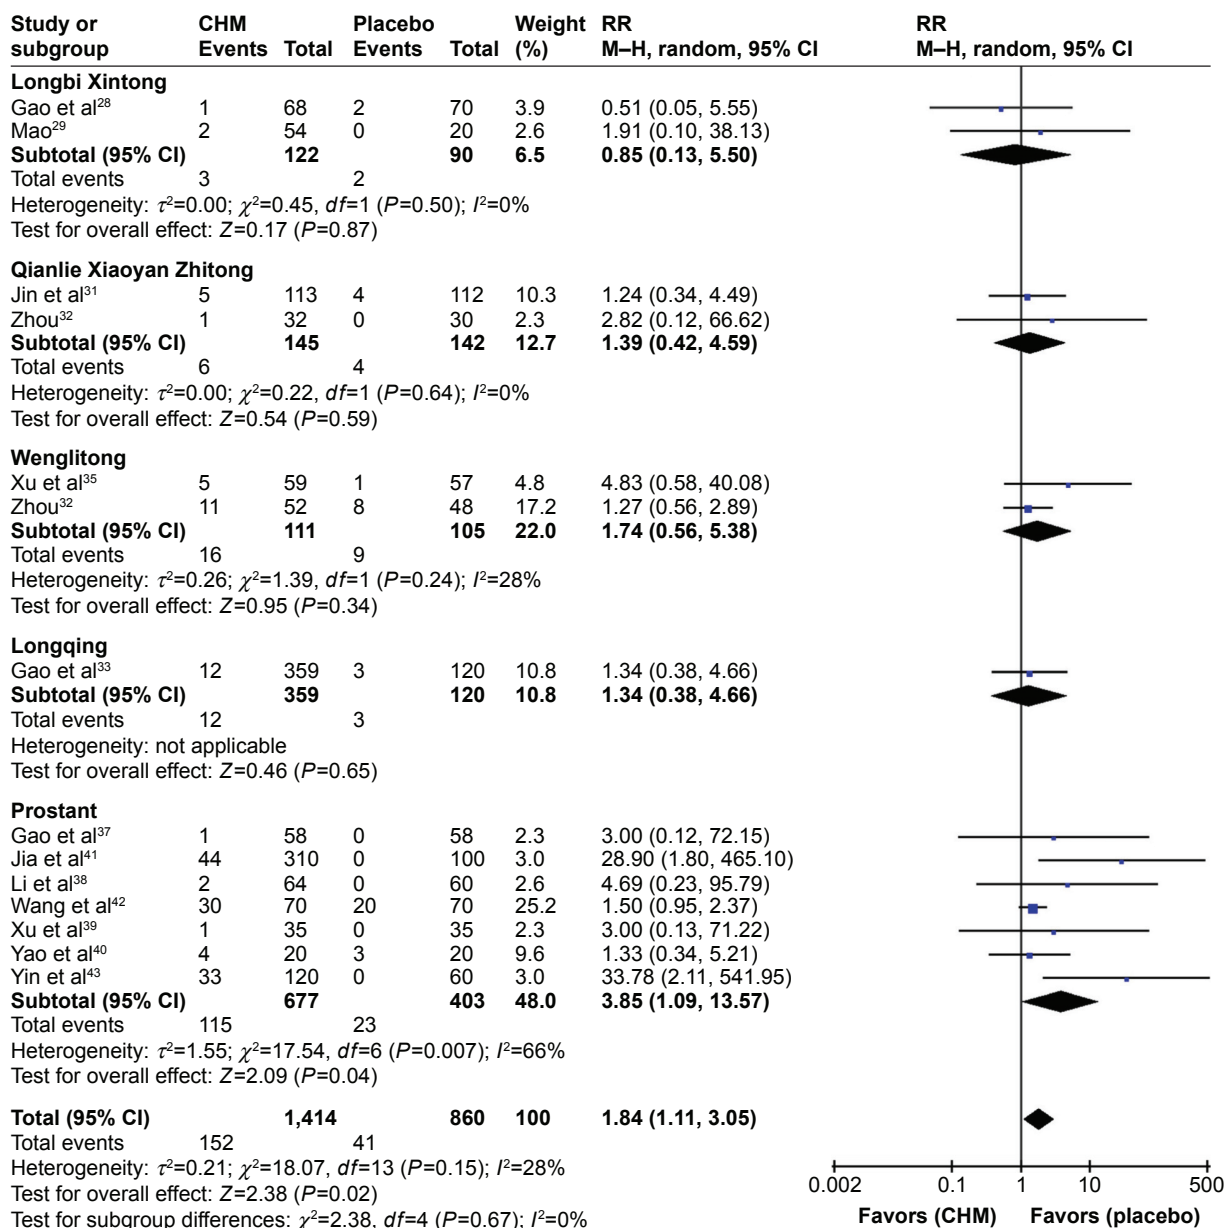 Study or CHM Placebo Weight RR RR
subgroup Events Total Events Total (%) M–H, random, 95% CI M–H, random, 95% CI
Longbi Xintong
Gao et al²⁸ 1 68 2 70 3.9 0.51 (0.05, 5.55)
Mao²⁹ 2 54 0 20 2.6 1.91 (0.10, 38.13)
Subtotal (95% CI) 122 90 6.5 0.85 (0.13, 5.50)
Total events 3 2
Heterogeneity: τ²=0.00; χ²=0.45, df=1 (P=0.50); I²=0%
Test for overall effect: Z=0.17 (P=0.87)
Qianlie Xiaoyan Zhitong
Jin et al³¹ 5 113 4 112 10.3 1.24 (0.34, 4.49)
Zhou³² 1 32 0 30 2.3 2.82 (0.12, 66.62)
Subtotal (95% CI) 145 142 12.7 1.39 (0.42, 4.59)
Total events 6 4
Heterogeneity: τ²=0.00; χ²=0.22, df=1 (P=0.64); I²=0%
Test for overall effect: Z=0.54 (P=0.59)
Wenglitong
Xu et al³⁵ 5 59 1 57 4.8 4.83 (0.58, 40.08)
Zhou³² 11 52 8 48 17.2 1.27 (0.56, 2.89)
Subtotal (95% CI) 111 105 22.0 1.74 (0.56, 5.38)
Total events 16 9
Heterogeneity: τ²=0.26; χ²=1.39, df=1 (P=0.24); I²=28%
Test for overall effect: Z=0.95 (P=0.34)
Longqing
Gao et al³³ 12 359 3 120 10.8 1.34 (0.38, 4.66)
Subtotal (95% CI) 359 120 10.8 1.34 (0.38, 4.66)
Total events 12 3
Heterogeneity: not applicable
Test for overall effect: Z=0.46 (P=0.65)
Prostant
Gao et al³⁷ 1 58 0 58 2.3 3.00 (0.12, 72.15)
Jia et al⁴¹ 44 310 0 100 3.0 28.90 (1.80, 465.10)
Li et al³⁸ 2 64 0 60 2.6 4.69 (0.23, 95.79)
Wang et al⁴² 30 70 20 70 25.2 1.50 (0.95, 2.37)
Xu et al³⁹ 1 35 0 35 2.3 3.00 (0.13, 71.22)
Yao et al⁴⁰ 4 20 3 20 9.6 1.33 (0.34, 5.21)
Yin et al⁴³ 33 120 0 60 3.0 33.78 (2.11, 541.95)
Subtotal (95% CI) 677 403 48.0 3.85 (1.09, 13.57)
Total events 115 23
Heterogeneity: τ²=1.55; χ²=17.54, df=6 (P=0.007); I²=66%
Test for overall effect: Z=2.09 (P=0.04)
Total (95% CI) 1,414 860 100 1.84 (1.11, 3.05)
Total events 152 41
Heterogeneity: τ²=0.21; χ²=18.07, df=13 (P=0.15); I²=28%
Test for overall effect: Z=2.38 (P=0.02)
Test for subgroup differences: χ²=2.38, df=4 (P=0.67); I²=0%
0.002 0.1 1 10 500
Favors (CHM) Favors (placebo)